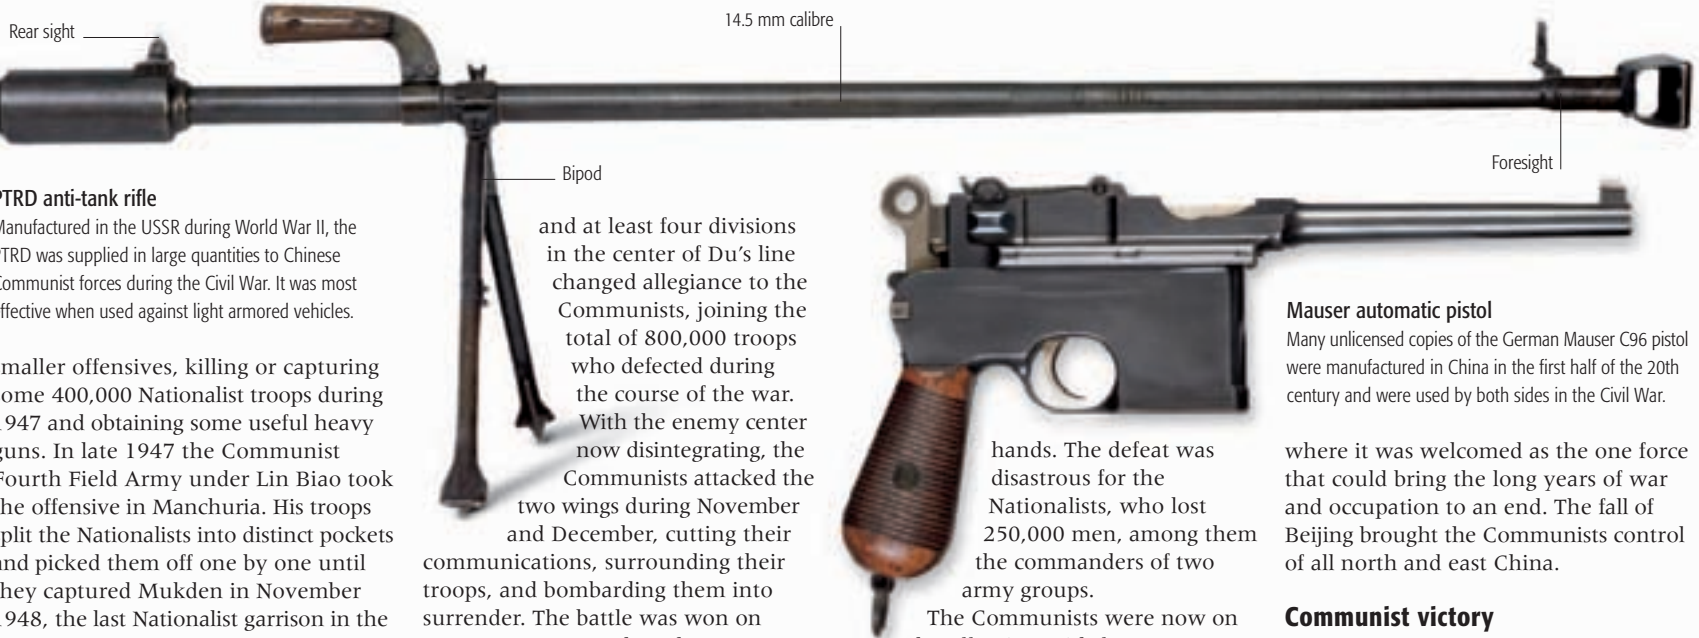 Rear sight
14.5 mm calibre
Foresight
Bipod
PTRD anti-tank rifle
Manufactured in the USSR during World War II, the
PTRD was supplied in large quantities to Chinese
Communist forces during the Civil War. It was most
ffective when used against light armored vehicles.
maller offensives, killing or capturing
ome 400,000 Nationalist troops during
1947 and obtaining some useful heavy
guns. In late 1947 the Communist
Fourth Field Army under Lin Biao took
he offensive in Manchuria. His troops
plit the Nationalists into distinct pockets
and picked them off one by one until
hey captured Mukden in November
1948, the last Nationalist garrison in the
and at least four divisions
in the center of Du’s line
changed allegiance to the
Communists, joining the
total of 800,000 troops
who defected during
the course of the war.
With the enemy center
now disintegrating, the
Communists attacked the
two wings during November
and December, cutting their
communications, surrounding their
troops, and bombarding them into
surrender. The battle was won on
hands. The defeat was
disastrous for the
Nationalists, who lost
250,000 men, among them
the commanders of two
army groups.
The Communists were now on
Mauser automatic pistol
Many unlicensed copies of the German Mauser C96 pistol
were manufactured in China in the first half of the 20th
century and were used by both sides in the Civil War.
where it was welcomed as the one force
that could bring the long years of war
and occupation to an end. The fall of
Beijing brought the Communists control
of all north and east China.
Communist victory